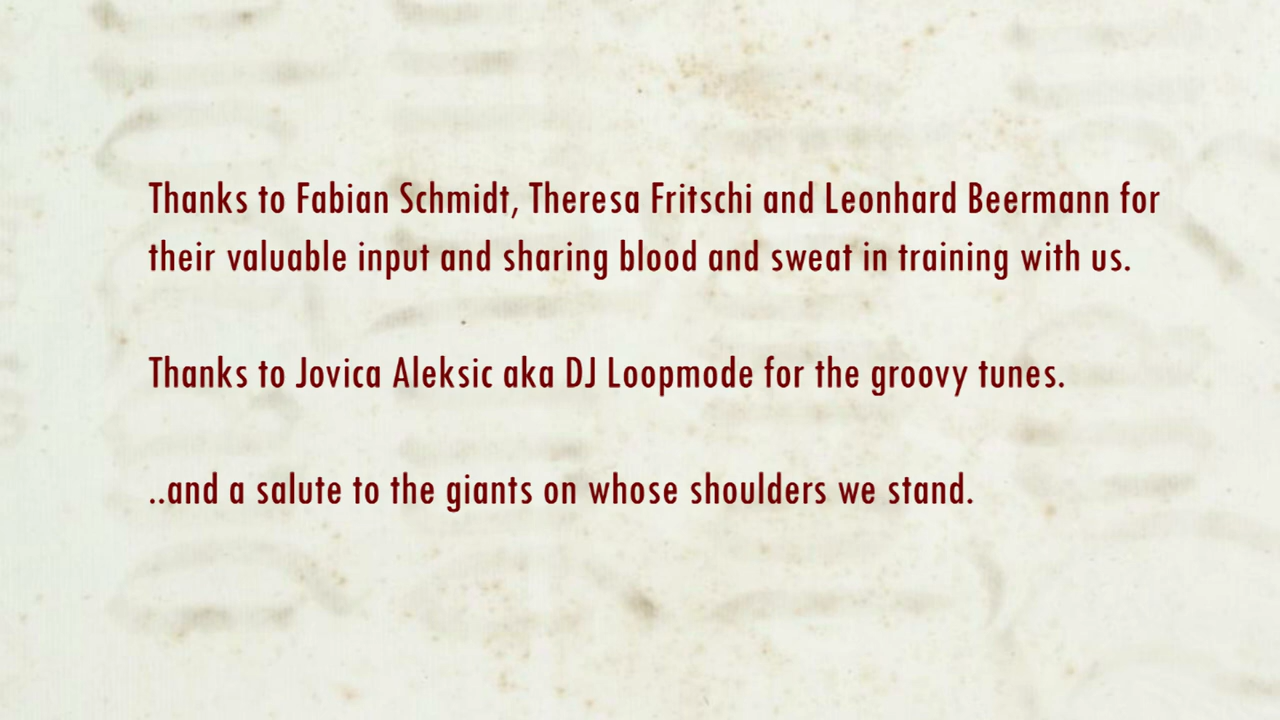 Thanks to Fabian Schmidt, Theresa Fritschi and Leonhard Beermann for
their valuable input and sharing blood and sweat in training with us.
Thanks to Jovica Aleksic aka DJ Loopmode for the groovy tunes.
..and a salute to the giants on whose shoulders we stand.